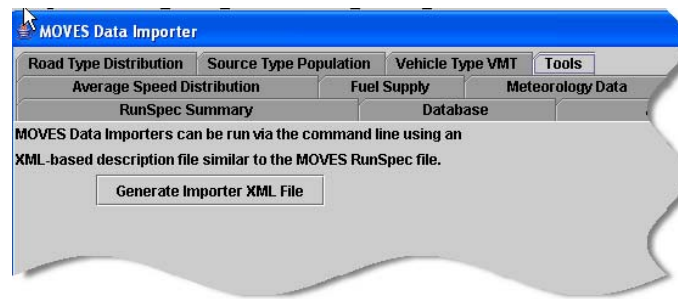 MOVES Data Importer
Road Type Distribution Source Type Population Vehicle Type VMT Tools
Average Speed Distribution Fuel Supply Meteorology Data
RunSpec Summary Database
MOVES Data Importers can be run via the command line using an
XML-based description file similar to the MOVES RunSpec file.
Generate Importer XML File